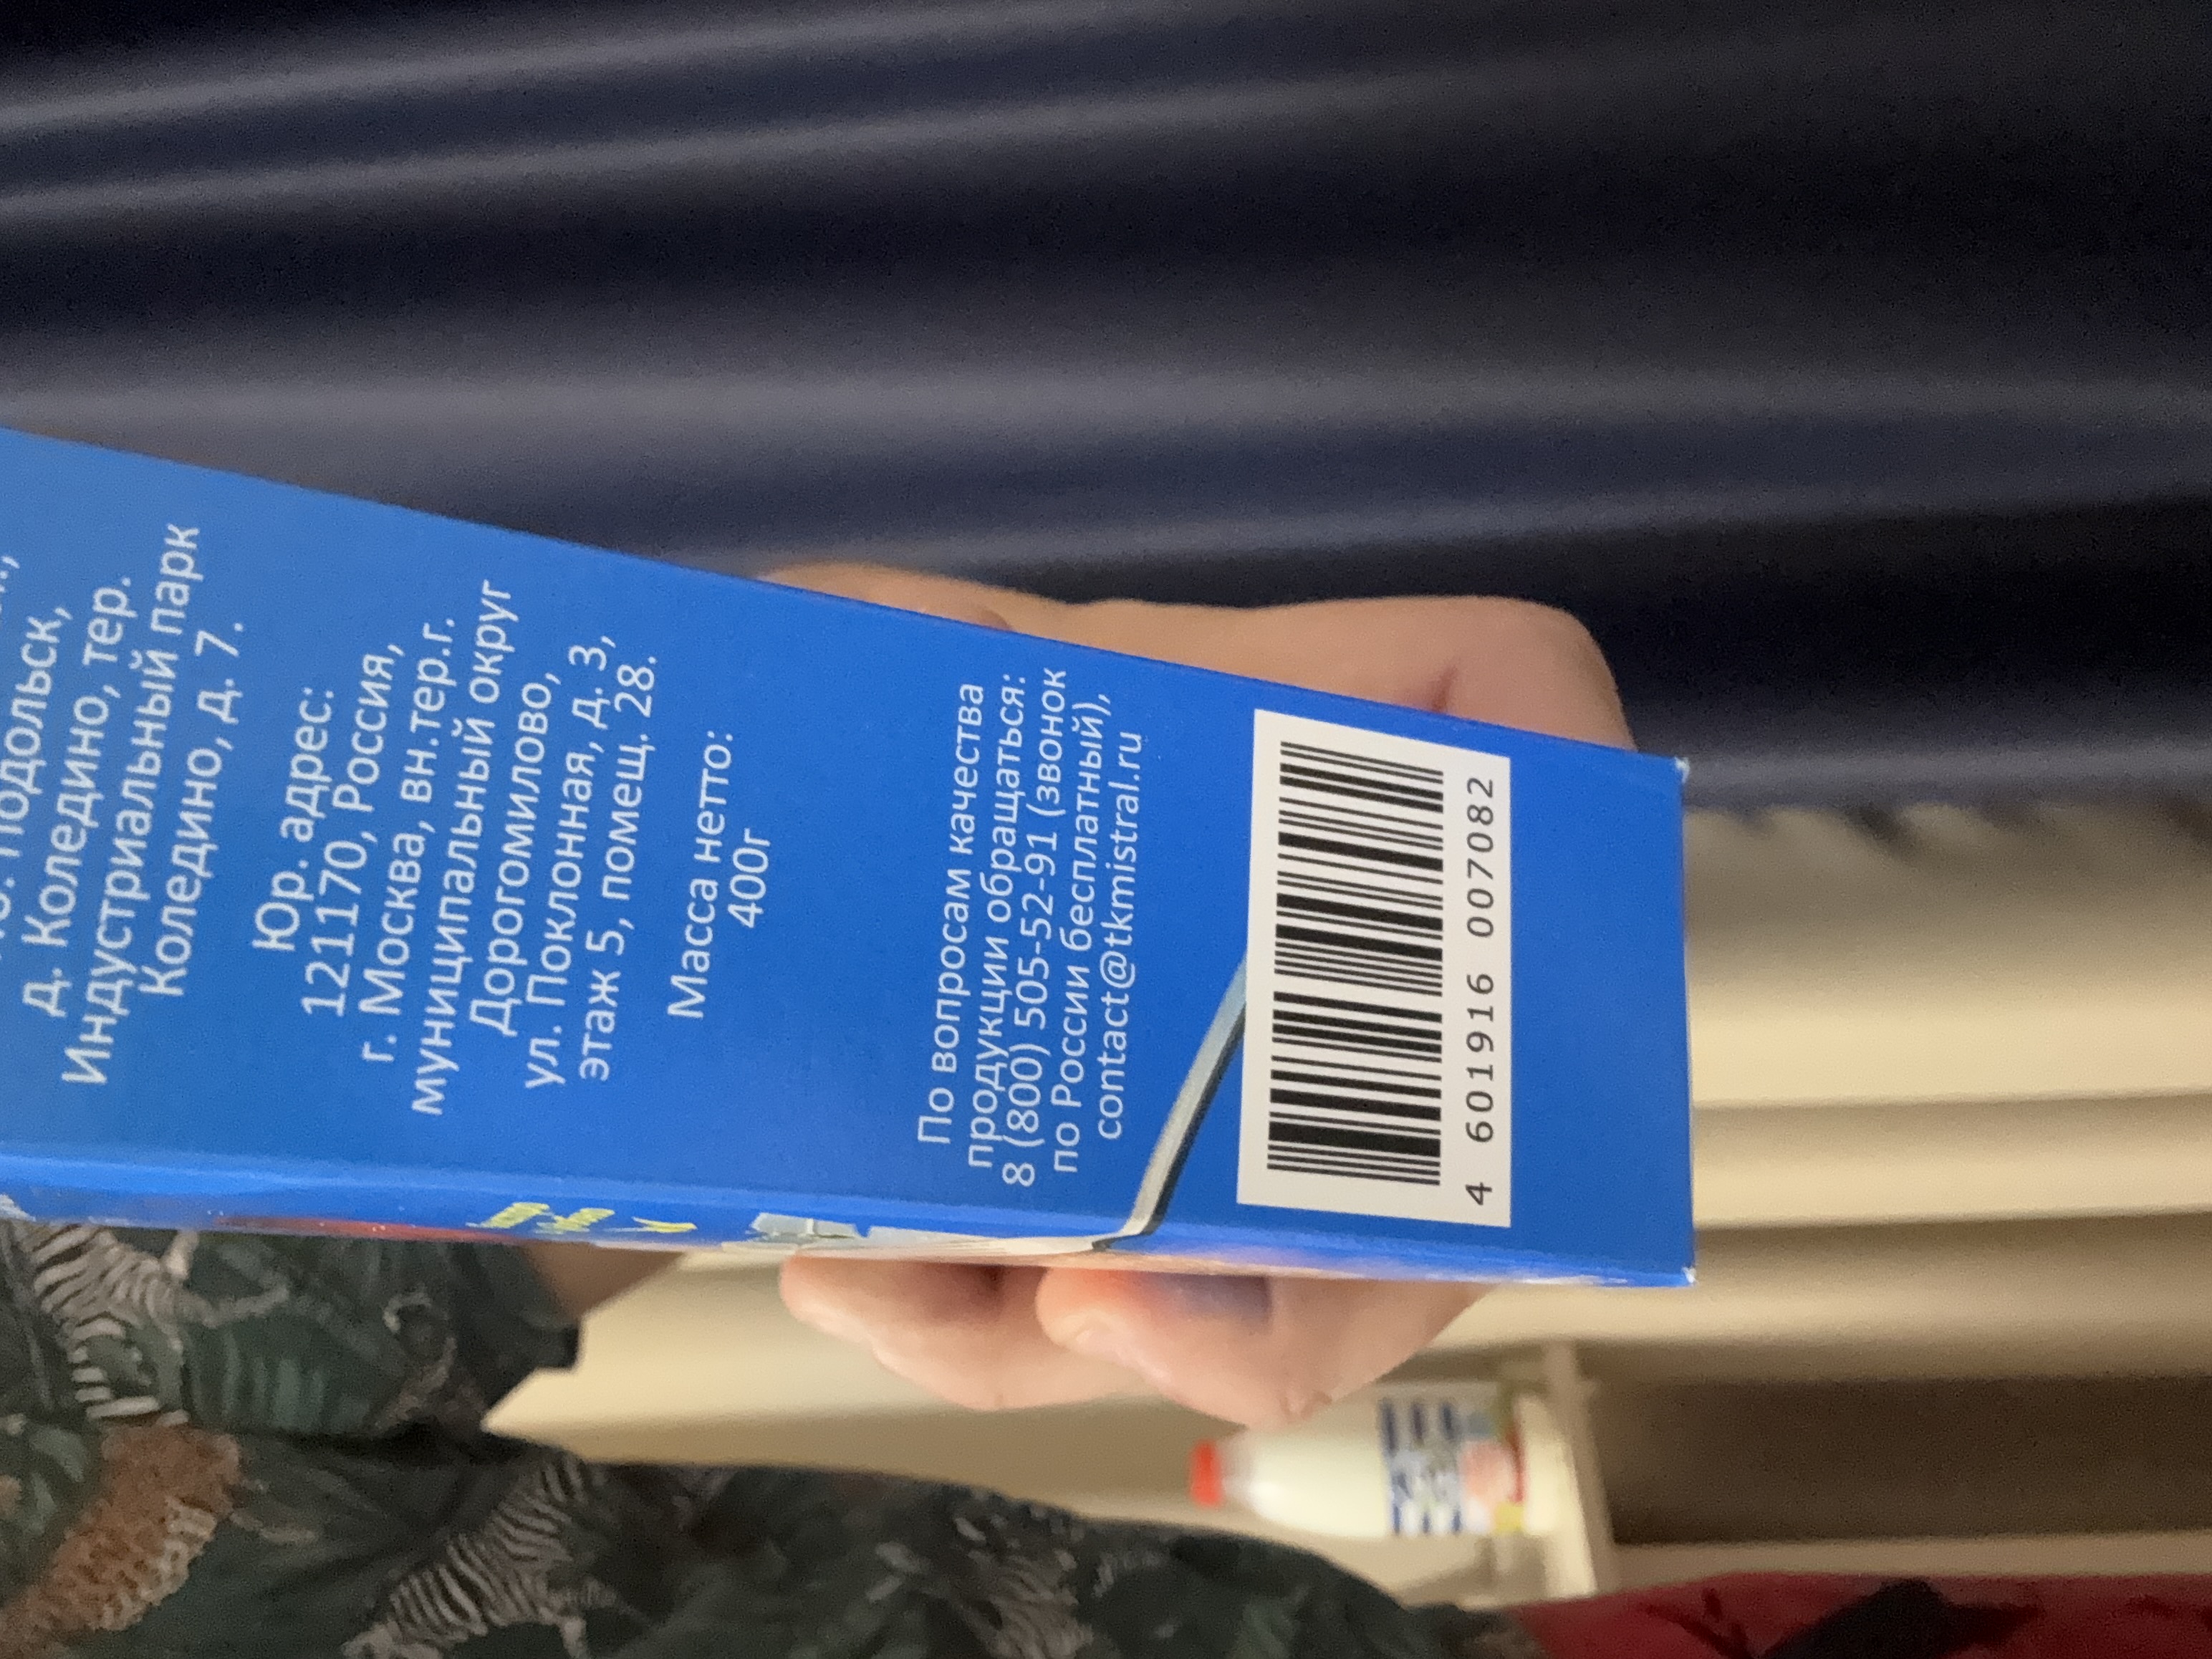 Подольск,
д. Коледино, тер.
Индустриальный парк
Коледино, д. 7.
Юр. адрес:
121170, Россия,
г. Москва, вн.тер.г.
муниципальный округ
Дорогомилово,
ул. Поклонная, д. 3,
этаж 5, помещ. 28.
Масса нетто:
400г
По вопросам качества
продукции обращаться:
8 (800) 505-52-91 (звонок
по России бесплатный),
contact@tkmistral.ru
4 601916 007082